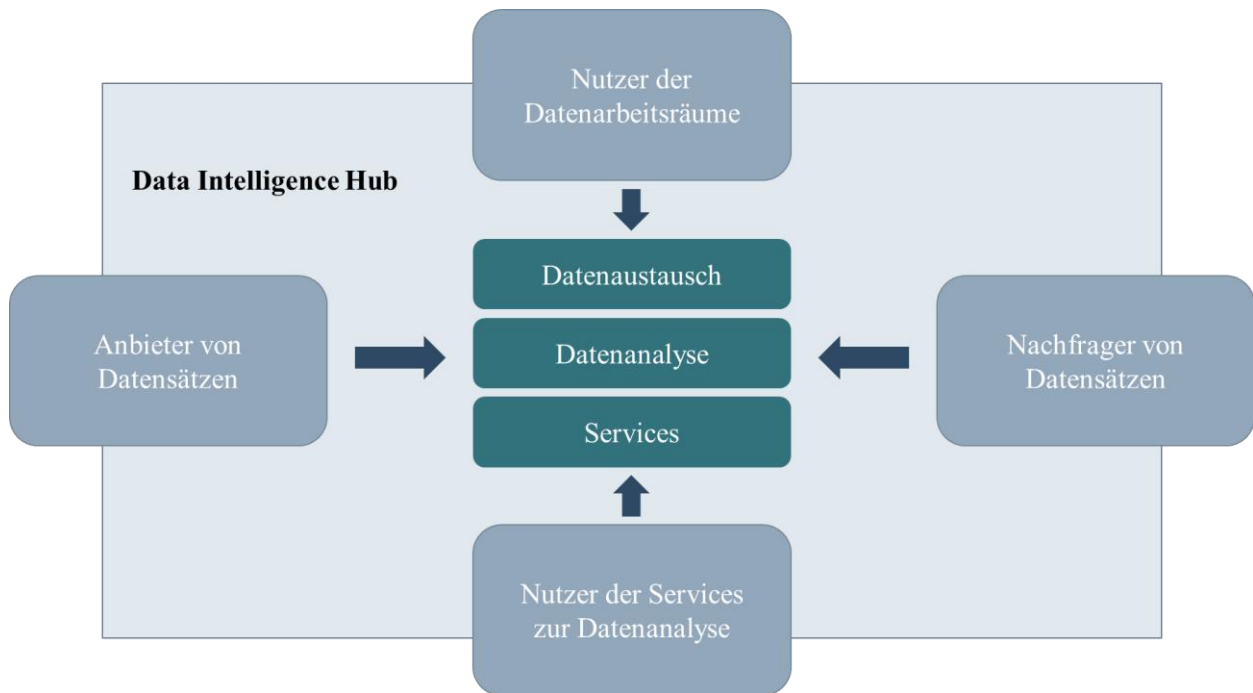 Nutzer der
Datenarbeitsräume
Data Intelligence Hub
Datenaustausch
Anbieter von
Datensätzen
Datenanalyse
Nachfrager von
Datensätzen
Services
Nutzer der Services
zur Datenanalyse